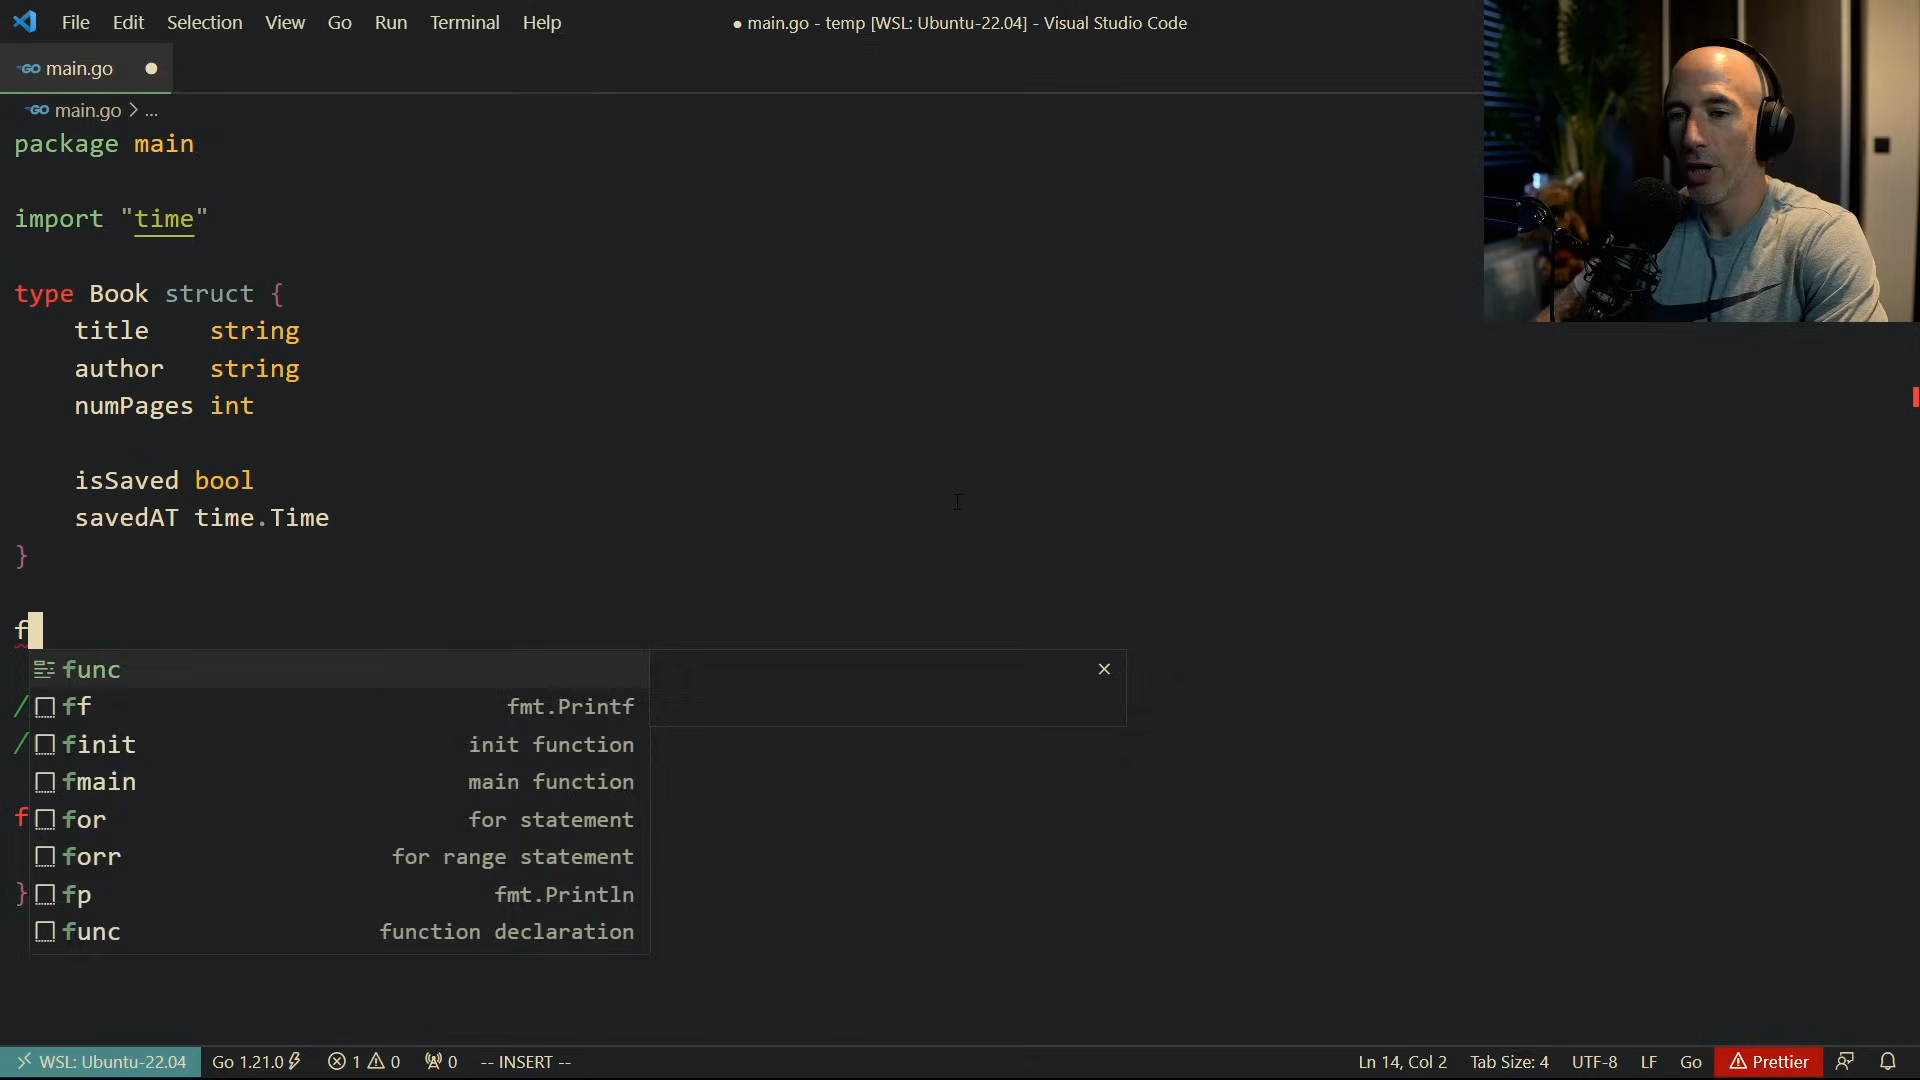 File Edit Selection View Go Run Terminal Help
● main.go - temp [WSL: Ubuntu-22.04] - Visual Studio Code
GO main.go ●
GO main.go > ...
package main
import "time"
type Book struct {
title string
author string
numPages int
isSaved bool
savedAT time.Time
}
f
func
/ ff fmt.Printf
/ finit init function
fmain main function
f for for statement
forr for range statement
} fp fmt.Println
func function declaration
WSL: Ubuntu-22.04 Go 1.21.0 1 0 0 -- INSERT -- Ln 14, Col 2 Tab Size: 4 UTF-8 LF Go Prettier